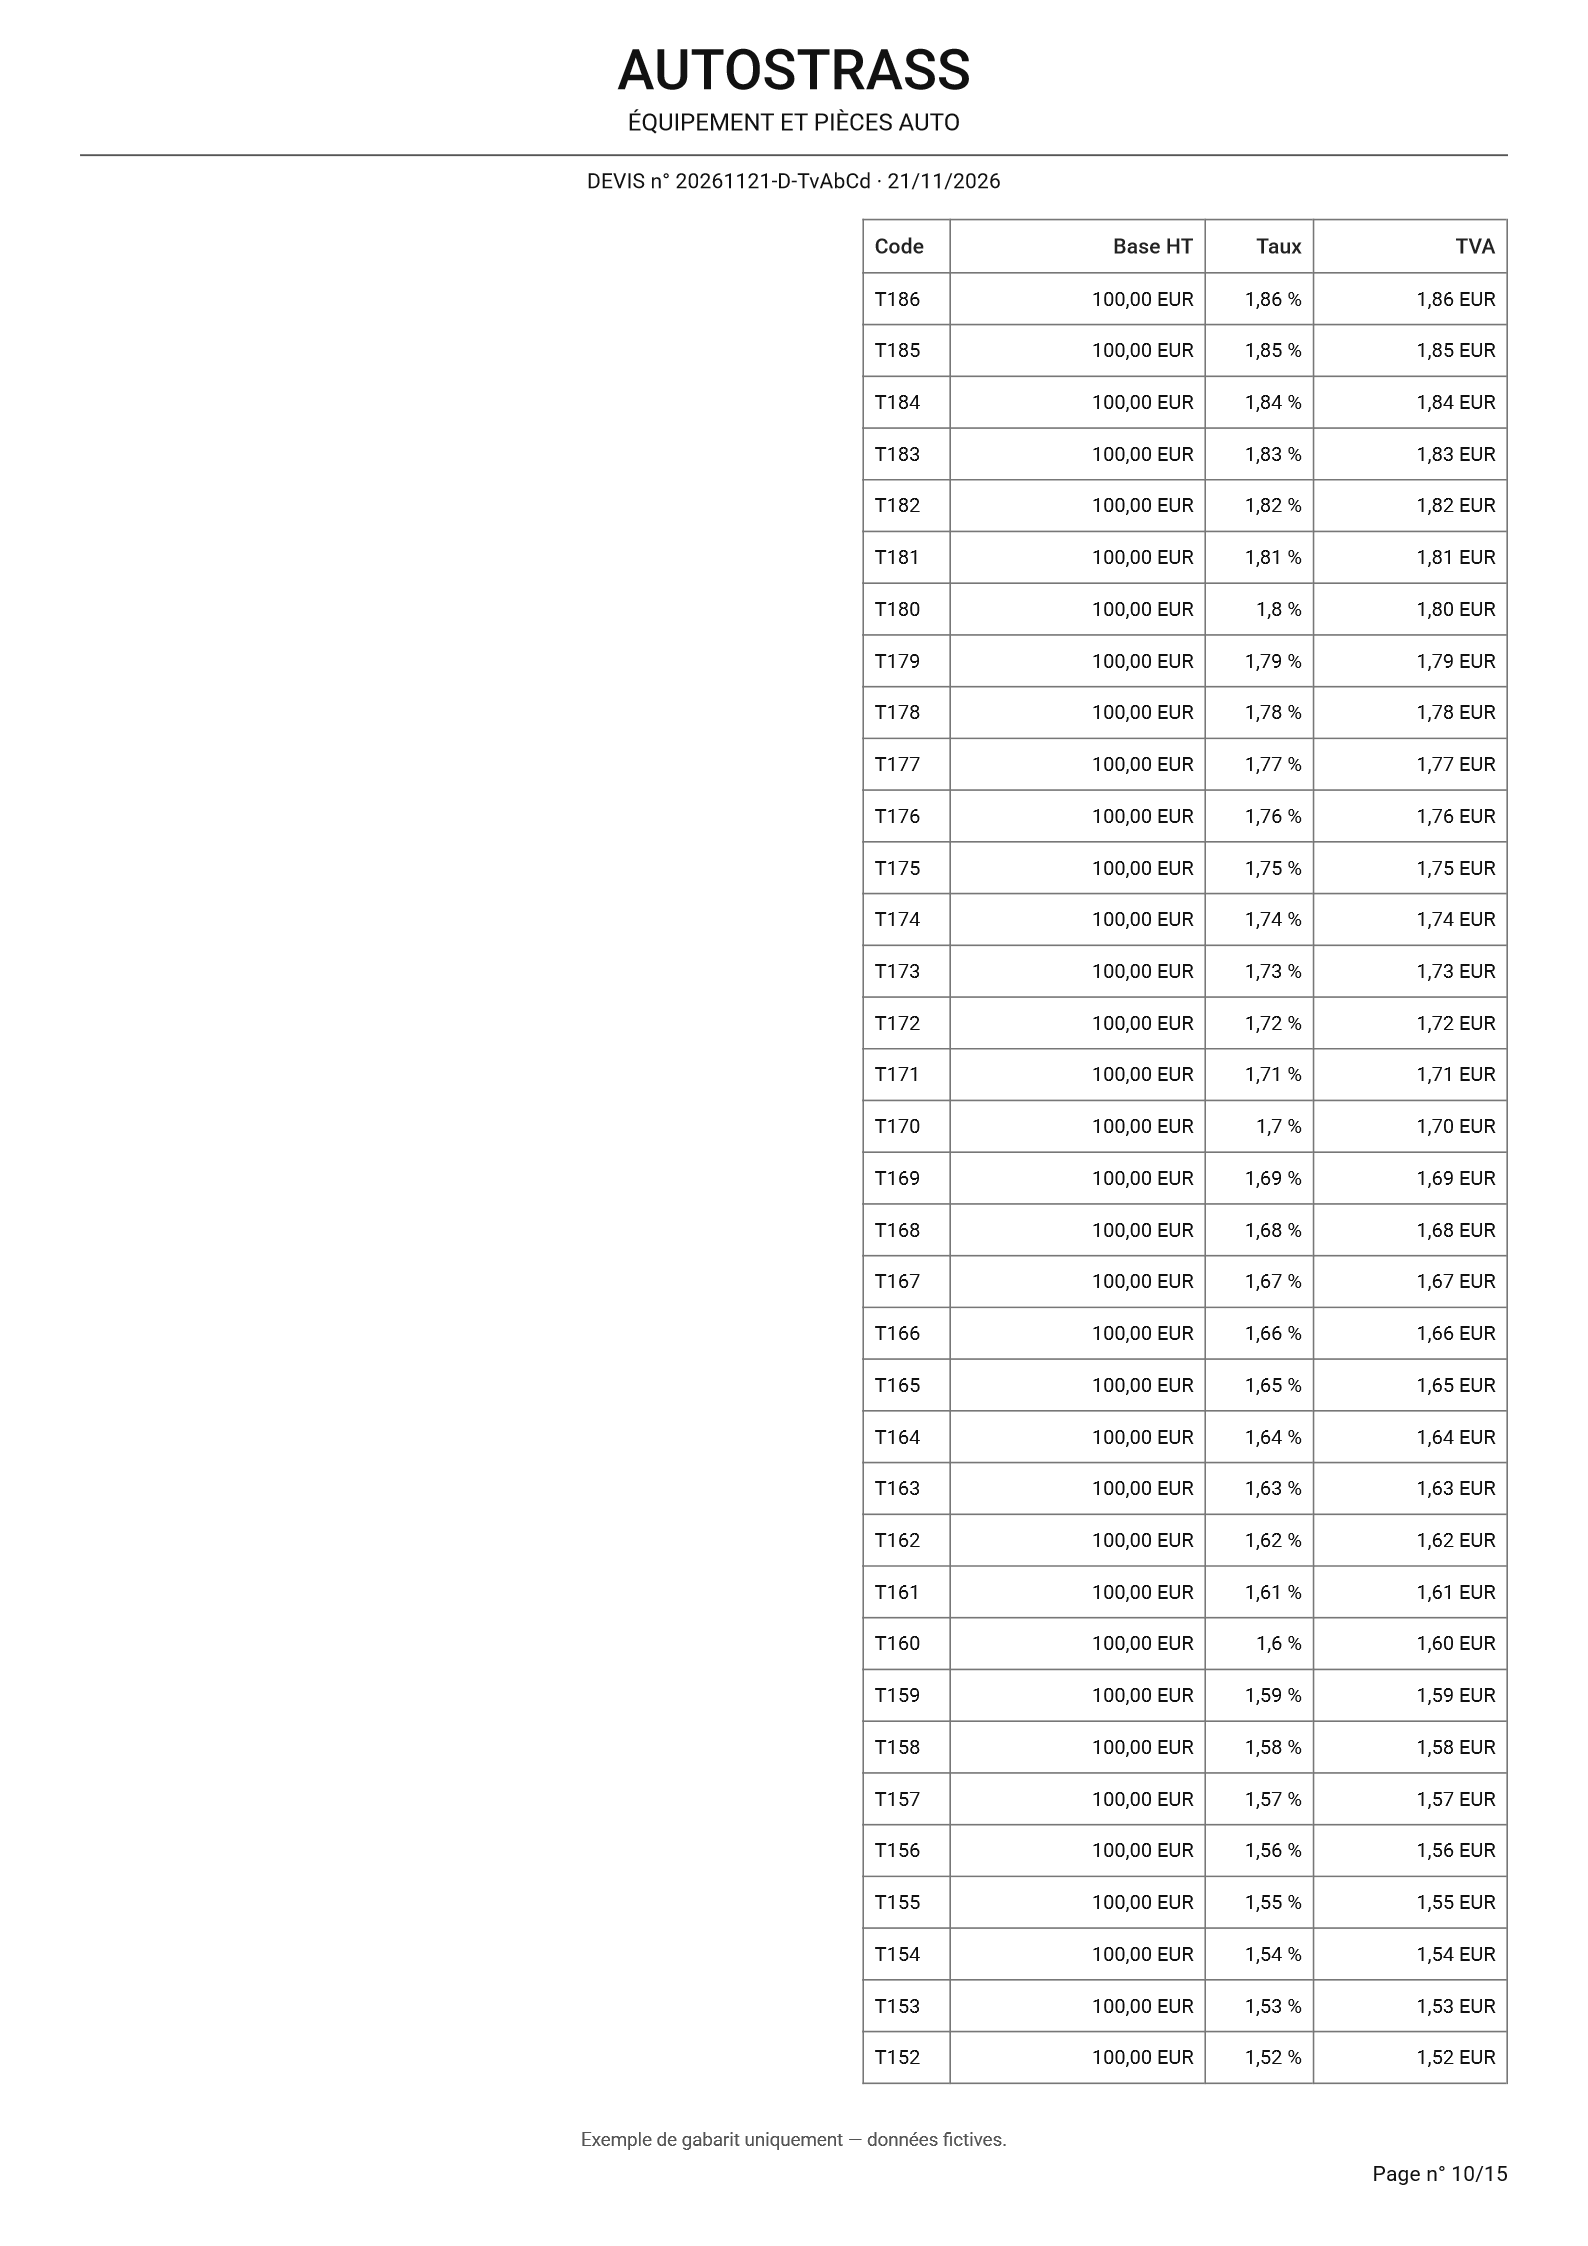 AUTOSTRASS
ÉQUIPEMENT ET PIÈCES AUTO
DEVIS n° 20261121-D-TvAbCd · 21/11/2026
Code Base HT Taux TVA
T186 100,00 EUR 1,86 % 1,86 EUR
T185 100,00 EUR 1,85 % 1,85 EUR
T184 100,00 EUR 1,84 % 1,84 EUR
T183 100,00 EUR 1,83 % 1,83 EUR
T182 100,00 EUR 1,82 % 1,82 EUR
T181 100,00 EUR 1,81 % 1,81 EUR
T180 100,00 EUR 1,8 % 1,80 EUR
T179 100,00 EUR 1,79 % 1,79 EUR
T178 100,00 EUR 1,78 % 1,78 EUR
T177 100,00 EUR 1,77 % 1,77 EUR
T176 100,00 EUR 1,76 % 1,76 EUR
T175 100,00 EUR 1,75 % 1,75 EUR
T174 100,00 EUR 1,74 % 1,74 EUR
T173 100,00 EUR 1,73 % 1,73 EUR
T172 100,00 EUR 1,72 % 1,72 EUR
T171 100,00 EUR 1,71 % 1,71 EUR
T170 100,00 EUR 1,7 % 1,70 EUR
T169 100,00 EUR 1,69 % 1,69 EUR
T168 100,00 EUR 1,68 % 1,68 EUR
T167 100,00 EUR 1,67 % 1,67 EUR
T166 100,00 EUR 1,66 % 1,66 EUR
T165 100,00 EUR 1,65 % 1,65 EUR
T164 100,00 EUR 1,64 % 1,64 EUR
T163 100,00 EUR 1,63 % 1,63 EUR
T162 100,00 EUR 1,62 % 1,62 EUR
T161 100,00 EUR 1,61 % 1,61 EUR
T160 100,00 EUR 1,6 % 1,60 EUR
T159 100,00 EUR 1,59 % 1,59 EUR
T158 100,00 EUR 1,58 % 1,58 EUR
T157 100,00 EUR 1,57 % 1,57 EUR
T156 100,00 EUR 1,56 % 1,56 EUR
T155 100,00 EUR 1,55 % 1,55 EUR
T154 100,00 EUR 1,54 % 1,54 EUR
T153 100,00 EUR 1,53 % 1,53 EUR
T152 100,00 EUR 1,52 % 1,52 EUR
Exemple de gabarit uniquement — données fictives.
Page n° 10/15